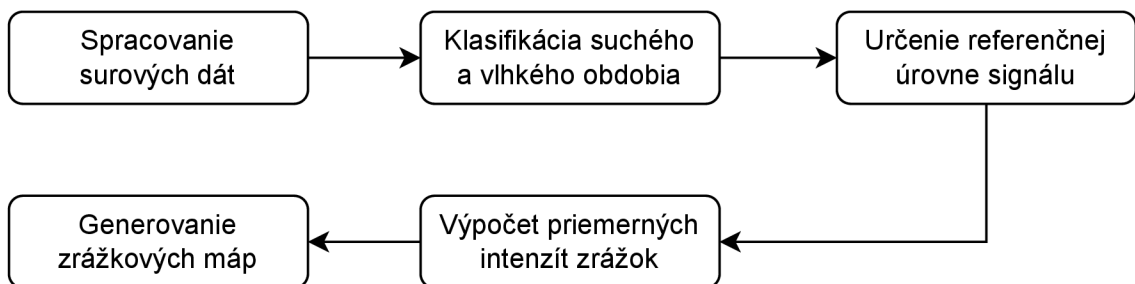 Spracovanie
surových dát
Klasifikácia suchého
a vlhkého obdobia
Určenie referenčnej
úrovne signálu
Výpočet priemerných
intenzít zrážok
Generovanie
zrážkových máp